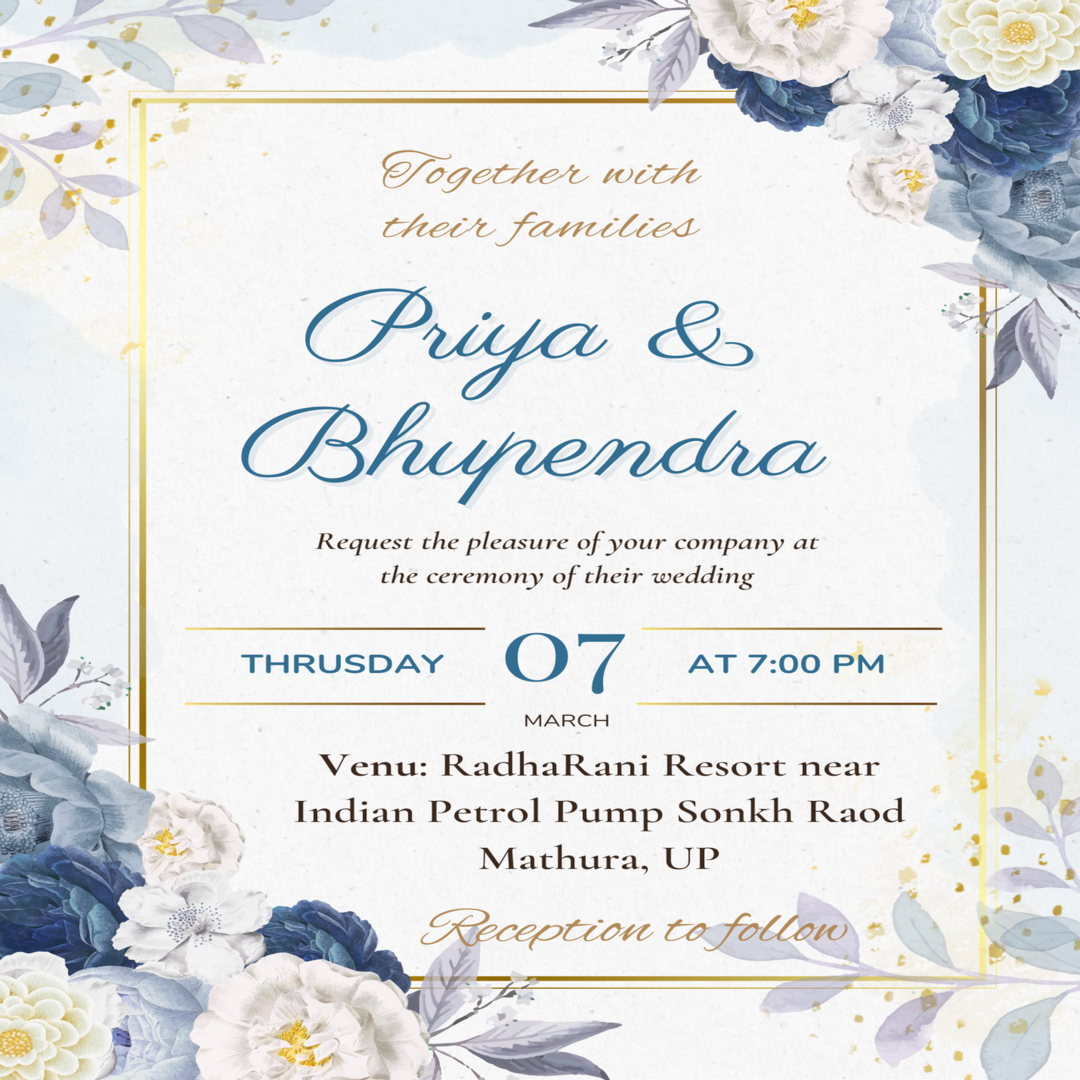 Together with
their families
Priya &
Bhupendra
Request the pleasure of your company at
the ceremony of their wedding
THRUSDAY
07
AT 7:00 PM
MARCH
Venu: RadhaRani Resort near
Indian Petrol Pump Sonkh Raod
Mathura, UP
Reception to follow